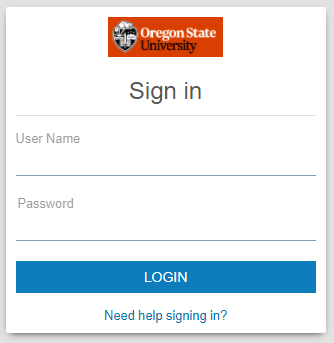 Oregon State
University
Sign in
User Name
Password
LOGIN
Need help signing in?